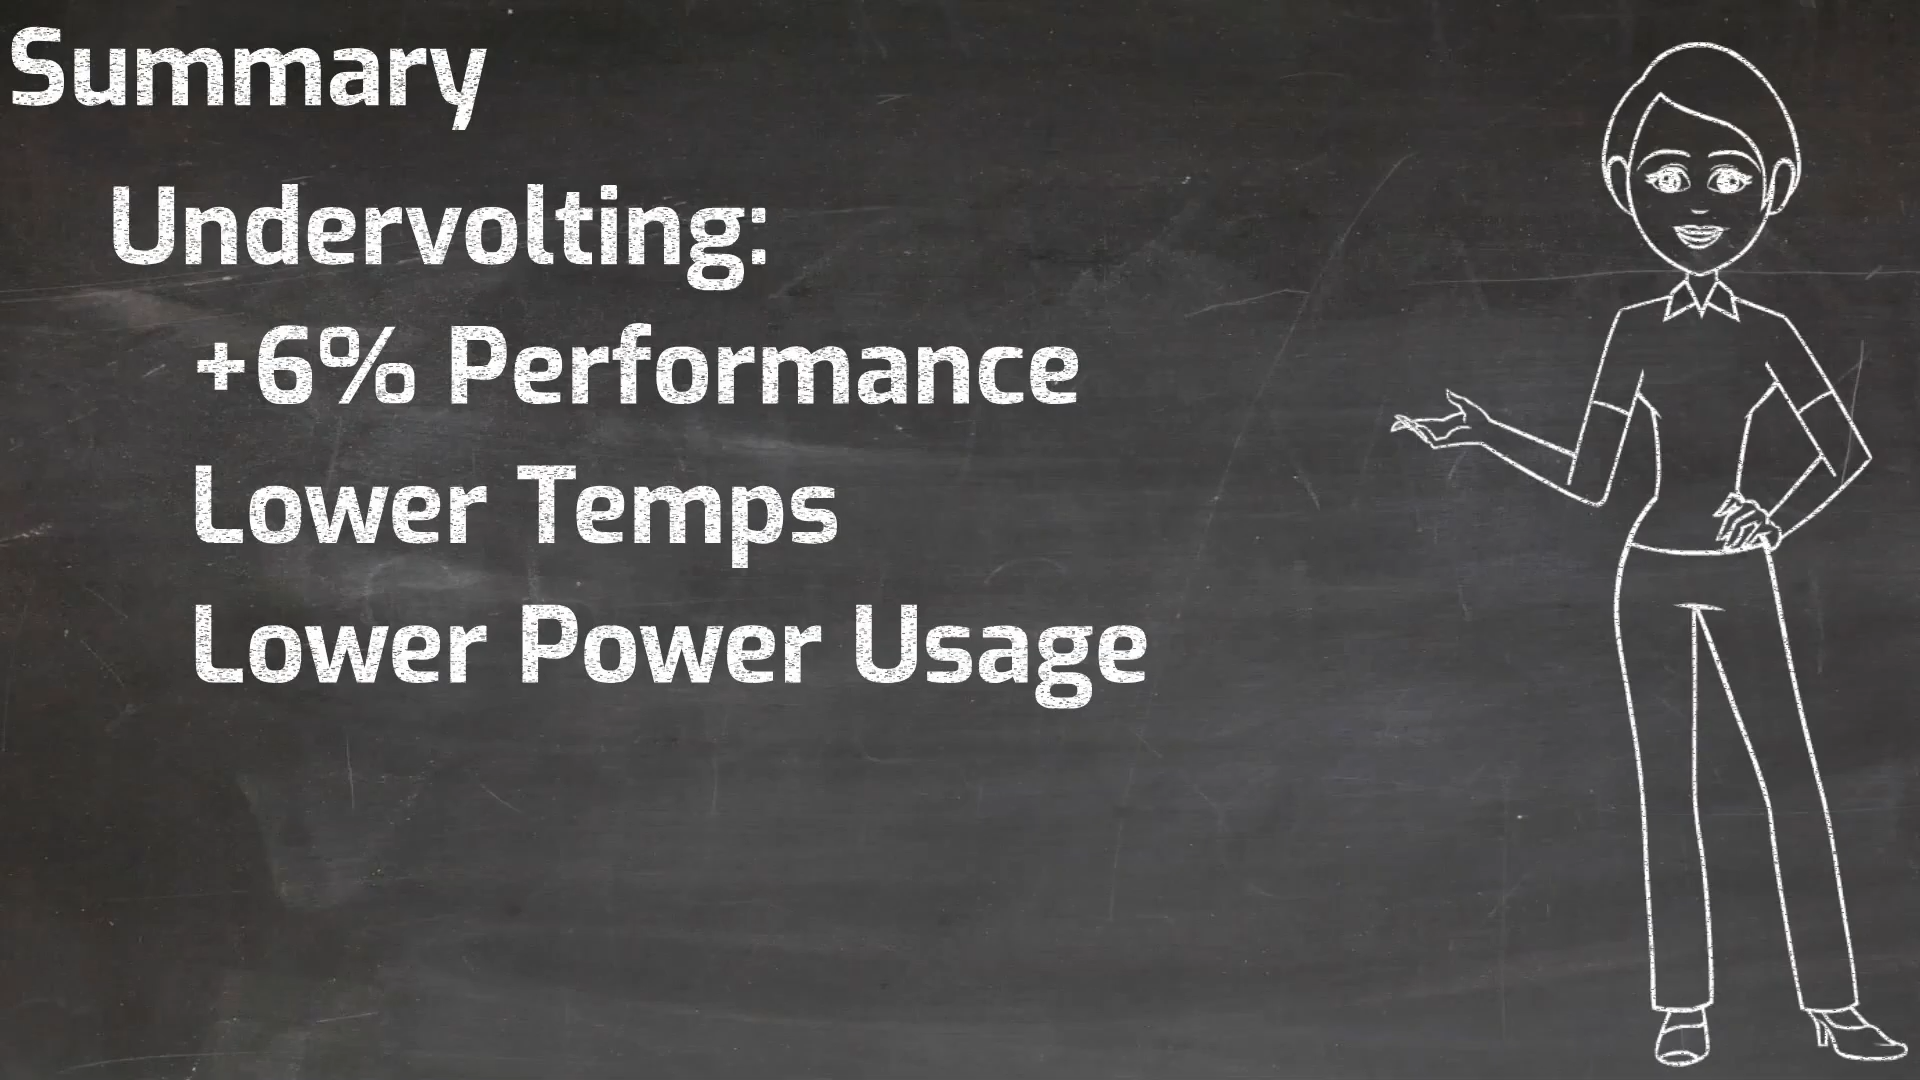 Summary
Undervolting:
+6% Performance
Lower Temps
Lower Power Usage